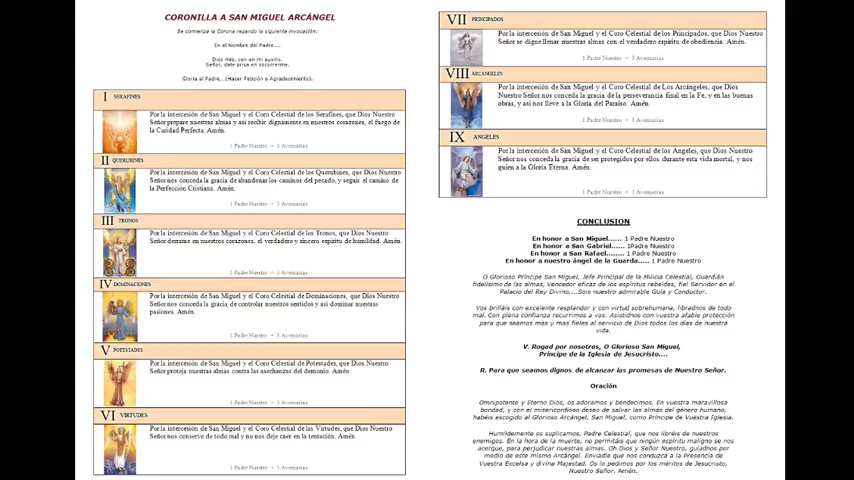 CORONILLA A SAN MIGUEL ARCÁNGEL
Se comienza la Corona rezando la siguiente invocación:
En el Nombre del Padre....
Dios mío, ven en mi auxilio.
Señor, date prisa en socorrerme.
Gloria al Padre...(Hacer Petición o Agradecimiento).
I SERAFINES
Por la intercesión de San Miguel y el Coro Celestial de los Serafines, que Dios Nuestro
Señor prepare nuestras almas y así recibir dignamente en nuestros corazones, el fuego de
la Caridad Perfecta. Amén.
1 Padre Nuestro + 3 Avemarías
II QUERUBINES
Por la intercesión de San Miguel y el Coro Celestial de los Querubines, que Dios Nuestro
Señor nos conceda la gracia de abandonar los caminos del pecado, y seguir el camino de
la Perfección Cristiana. Amén.
1 Padre Nuestro + 3 Avemarías
III TRONOS
Por la intercesión de San Miguel y el Coro Celestial de los Tronos, que Dios Nuestro
Señor derrame en nuestros corazones, el verdadero y sincero espíritu de humildad. Amén.
1 Padre Nuestro + 3 Avemarías
IV DOMINACIONES
Por la intercesión de San Miguel y el Coro Celestial de Dominaciones, que Dios Nuestro
Señor nos conceda la gracia de controlar nuestros sentidos y así dominar nuestras
pasiones. Amén.
1 Padre Nuestro + 3 Avemarías
V POTESTADES
Por la intercesión de San Miguel y el Coro Celestial de Potestades, que Dios Nuestro
Señor proteja nuestras almas contra las asechanzas del demonio. Amén.
1 Padre Nuestro + 3 Avemarías
VI VIRTUDES
Por la intercesión de San Miguel y el Coro Celestial de las Virtudes, que Dios Nuestro
Señor nos conserve de todo mal y no nos deje caer en la tentación. Amén.
1 Padre Nuestro + 3 Avemarías
VII PRINCIPADOS
Por la intercesión de San Miguel y el Coro Celestial de los Principados, que Dios Nuestro
Señor se digne llenar nuestras almas con el verdadero espíritu de obediencia. Amén.
1 Padre Nuestro + 3 Avemarías
VIII ARCANGELES
Por la intercesión de San Miguel y el Coro Celestial de Los Arcángeles, que Dios
Nuestro Señor nos conceda la gracia de la perseverancia final en la Fe, y en las buenas
obras, y así nos lleve a la Gloria del Paraíso. Amén.
1 Padre Nuestro + 3 Avemarías
IX ANGELES
Por la intercesión de San Miguel y el Coro Celestial de los Angeles, que Dios Nuestro
Señor nos conceda la gracia de ser protegidos por ellos durante esta vida mortal, y nos
guíen a la Gloria Eterna. Amén.
1 Padre Nuestro + 3 Avemarías
CONCLUSION
En honor a San Miguel...... 1 Padre Nuestro
En honor a San Gabriel...... 1Padre Nuestro
En honor a San Rafael........ 1 Padre Nuestro
En honor a nuestro ángel de la Guarda..... 1 Padre Nuestro
O Glorioso Príncipe San Miguel, Jefe Principal de la Milicia Celestial, Guardián
fidelísimo de las almas, Vencedor eficaz de los espíritus rebeldes, fiel Servidor en el
Palacio del Rey Divino,...Sois nuestro admirable Guía y Conductor.
Vos brilláis con excelente resplandor y con virtud sobrehumana, libradnos de todo
mal. Con plena confianza recurrimos a vos. Asistidnos con vuestra afable protección
para que seamos mas y mas fieles al servicio de Dios todos los días de nuestra
vida.
V. Rogad por nosotros, O Glorioso San Miguel,
Príncipe de la Iglesia de Jesucristo....
R. Para que seamos dignos de alcanzar las promesas de Nuestro Señor.
Oración
Omnipotente y Eterno Dios, os adoramos y bendecimos. En vuestra maravillosa
bondad, y con el misericordioso deseo de salvar las almas del género humano,
habéis escogido al Glorioso Arcángel, San Miguel, como Príncipe de Vuestra Iglesia.
Humildemente os suplicamos, Padre Celestial, que nos libréis de nuestros
enemigos. En la hora de la muerte, no permitáis que ningún espíritu maligno se nos
acerque, para perjudicar nuestras almas. Oh Dios y Señor Nuestro, guiadnos por
medio de este mismo Arcángel. Enviadle que nos conduzca a la Presencia de
Vuestra Excelsa y divina Majestad. Os lo pedimos por los méritos de Jesucristo,
Nuestro Señor. Amén.